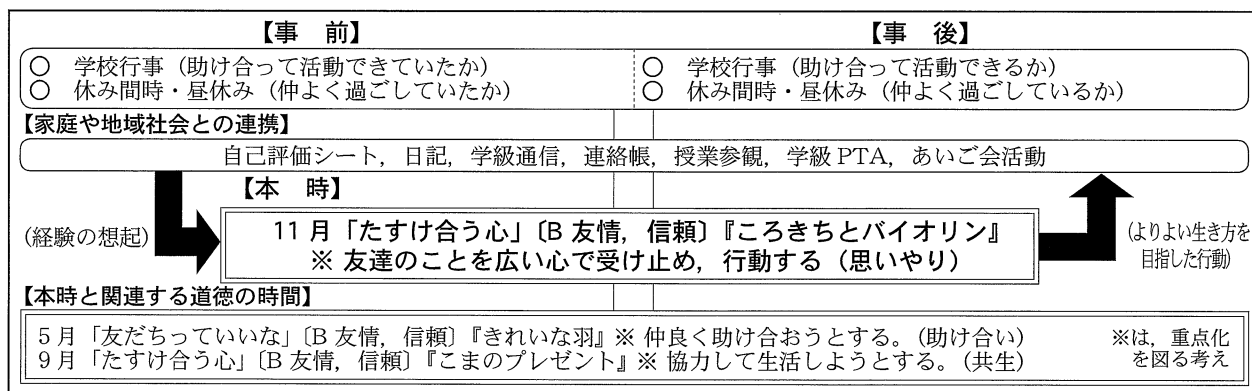 【事　前】
【事　後】
○　学校行事（助け合って活動できていたか）
○　休み間時・昼休み（仲よく過ごしていたか）
○　学校行事（助け合って活動できるか）
○　休み間時・昼休み（仲よく過ごしているか）
【家庭や地域社会との連携】
自己評価シート，日記，学級通信，連絡帳，授業参観，学級 PTA，あいご会活動
【本　時】
（経験の想起）
11 月「たすけ合う心」〔B 友情，信頼〕『ころきちとバイオリン』
※ 友達のことを広い心で受け止め，行動する（思いやり）
（よりよい生き方を
目指した行動）
【本時と関連する道徳の時間】
5 月「友だちっていいな」〔B 友情，信頼〕『きれいな羽』※ 仲良く助け合おうとする。（助け合い）
9 月「たすけ合う心」〔B 友情，信頼〕『こまのプレゼント』※ 協力して生活しようとする。（共生）
※は，重点化
を図る考え